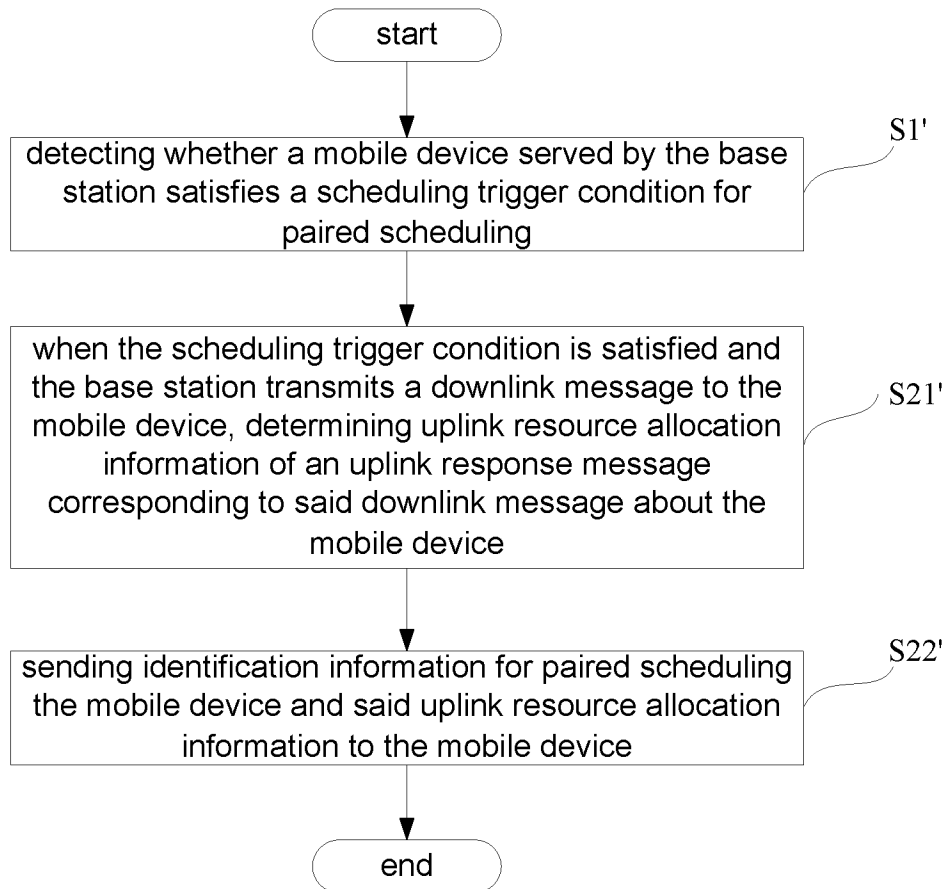 start
S1'
detecting whether a mobile device served by the base
station satisfies a scheduling trigger condition for
paired scheduling
when the scheduling trigger condition is satisfied and
the base station transmits a downlink message to the
mobile device, determining uplink resource allocation
information of an uplink response message
corresponding to said downlink message about the
mobile device
S21'
sending identification information for paired scheduling
the mobile device and said uplink resource allocation
information to the mobile device
S22'
end